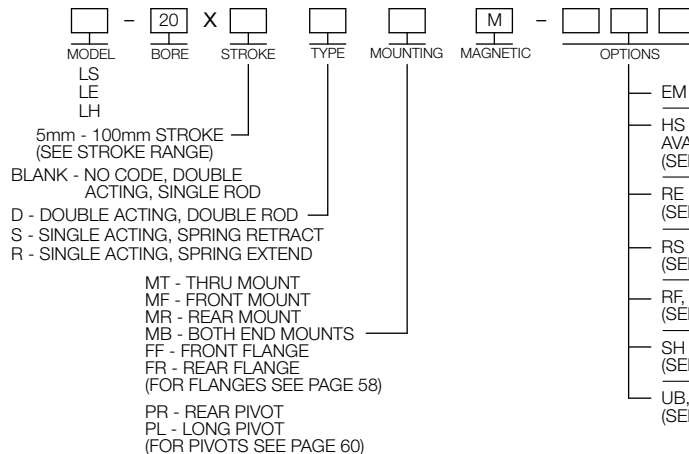 – 20 X M –
MODEL BORE STROKE TYPE MOUNTING MAGNETIC OPTIONS
LS
LE
LH
5mm - 100mm STROKE
(SEE STROKE RANGE)
BLANK - NO CODE, DOUBLE
ACTING, SINGLE ROD
D - DOUBLE ACTING, DOUBLE ROD
S - SINGLE ACTING, SPRING RETRACT
R - SINGLE ACTING, SPRING EXTEND
MT - THRU MOUNT
MF - FRONT MOUNT
MR - REAR MOUNT
MB - BOTH END MOUNTS
FF - FRONT FLANGE
FR - REAR FLANGE
(FOR FLANGES SEE PAGE 58)
PR - REAR PIVOT
PL - LONG PIVOT
(FOR PIVOTS SEE PAGE 60)
EM
HS
RE
RS
RF,
SH
UB,